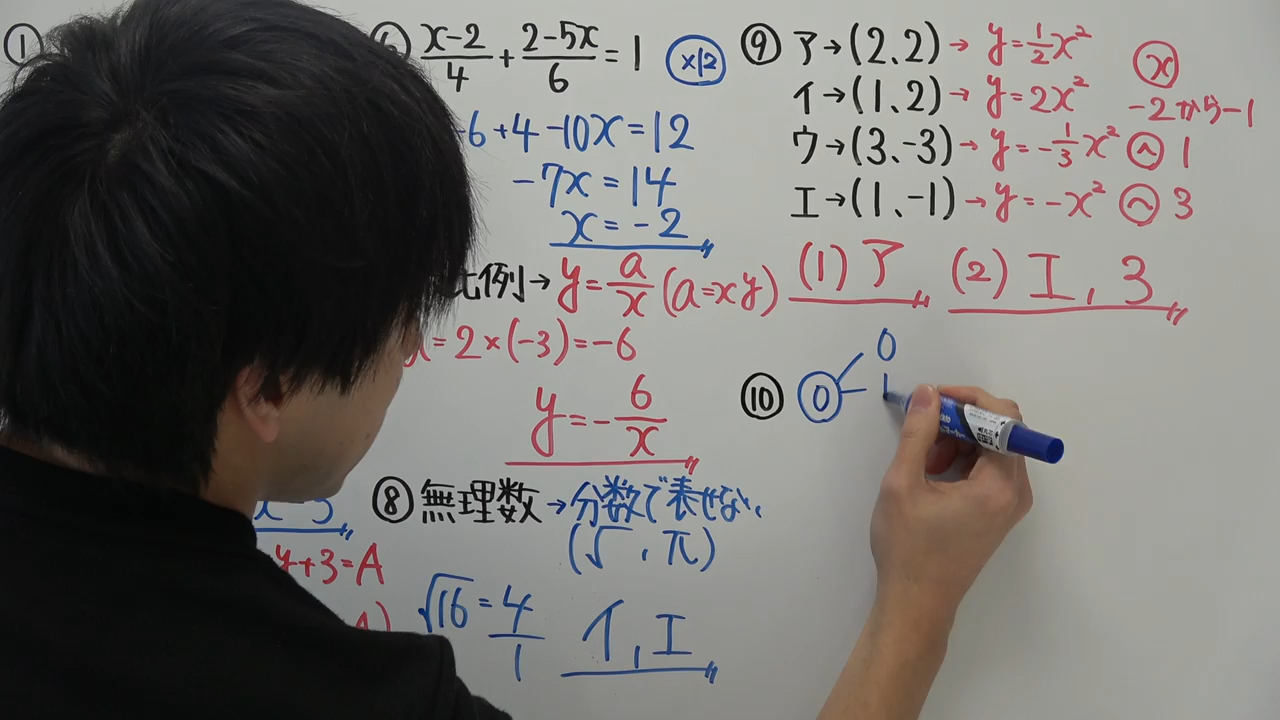 ①
x-2/4 + 2-5x/6 = 1 ×12
-6+4-10x=12
-7x=14
x=-2
比例→y=a/x (a=xy)
=2×(-3)=-6
y=-6/x
x-3
y+3=A
A)
⑧ 無理数→分数で表せない
(√ , π)
√16=4/1 イ,エ
⑨ ア→(2、2)→ y=1/2x²
イ→(1、2)→ y=2x²
ウ→(3、-3)→ y=-1/3x²
エ→(1、-1)→ y=-x²
x
-2から-1
～ 1
～ 3
(1) ア (2) エ, 3
⑩ 0 0
1